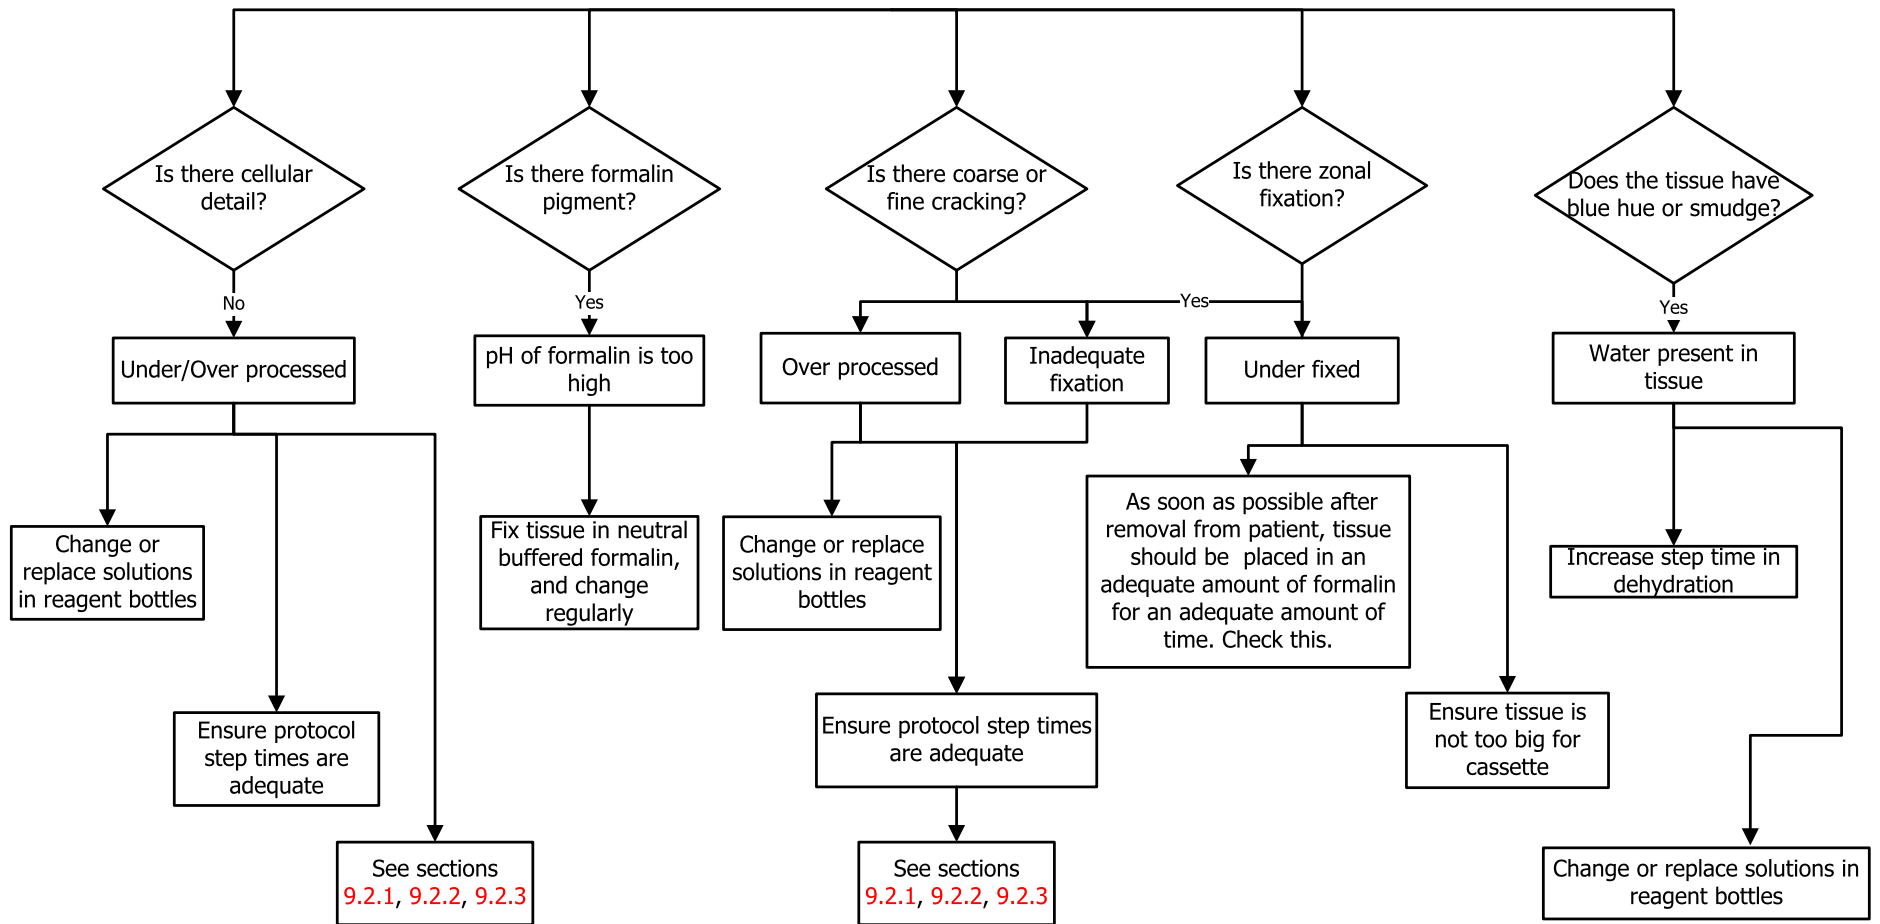 Is there cellular
detail?
Is there formalin
pigment?
Is there coarse or
fine cracking?
Is there zonal
fixation?
Does the tissue have
blue hue or smudge?
No
Yes
Yes
Yes
Under/Over processed
pH of formalin is too
high
Over processed
Inadequate
fixation
Under fixed
Water present in
tissue
Change or
replace solutions
in reagent bottles
Fix tissue in neutral
buffered formalin,
and change
regularly
Change or replace
solutions in reagent
bottles
As soon as possible after
removal from patient, tissue
should be placed in an
adequate amount of formalin
for an adequate amount of
time. Check this.
Increase step time in
dehydration
Ensure protocol
step times are
adequate
Ensure protocol step times
are adequate
Ensure tissue is
not too big for
cassette
See sections
9.2.1, 9.2.2, 9.2.3
See sections
9.2.1, 9.2.2, 9.2.3
Change or replace solutions in
reagent bottles